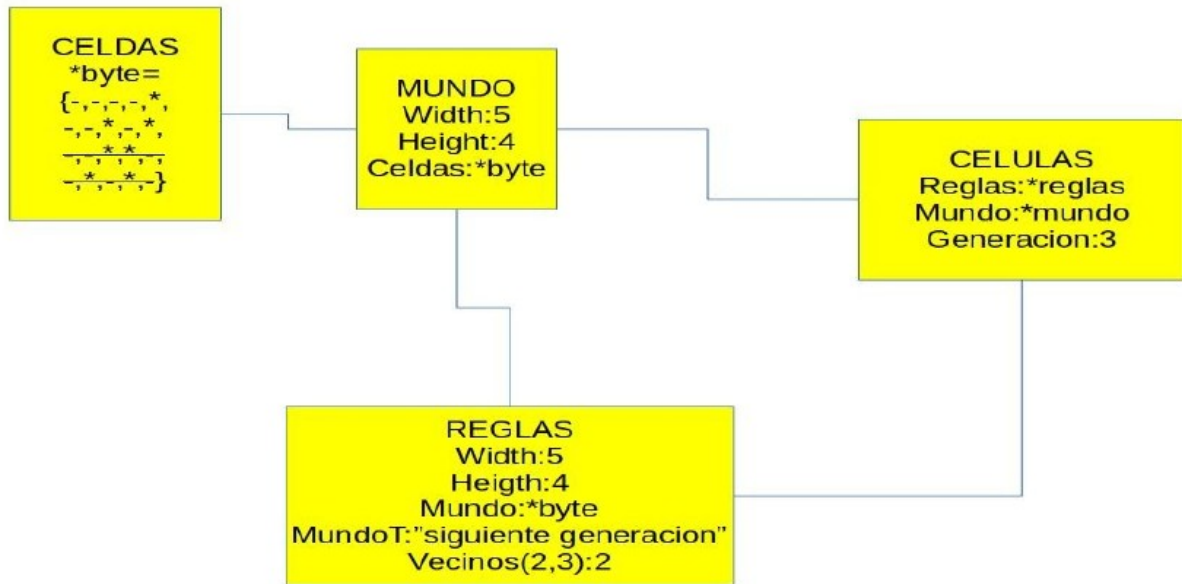 CELDAS
*byte=
{-,-,-,-,*,
-,-,*,-,*,
-,-,*,*,-,
-,*,-,*,-}
MUNDO
Width:5
Height:4
Celdas:*byte
CELULAS
Reglas:*reglas
Mundo:*mundo
Generacion:3
REGLAS
Width:5
Heigth:4
Mundo:*byte
MundoT:”siguiente generacion”
Vecinos(2,3):2